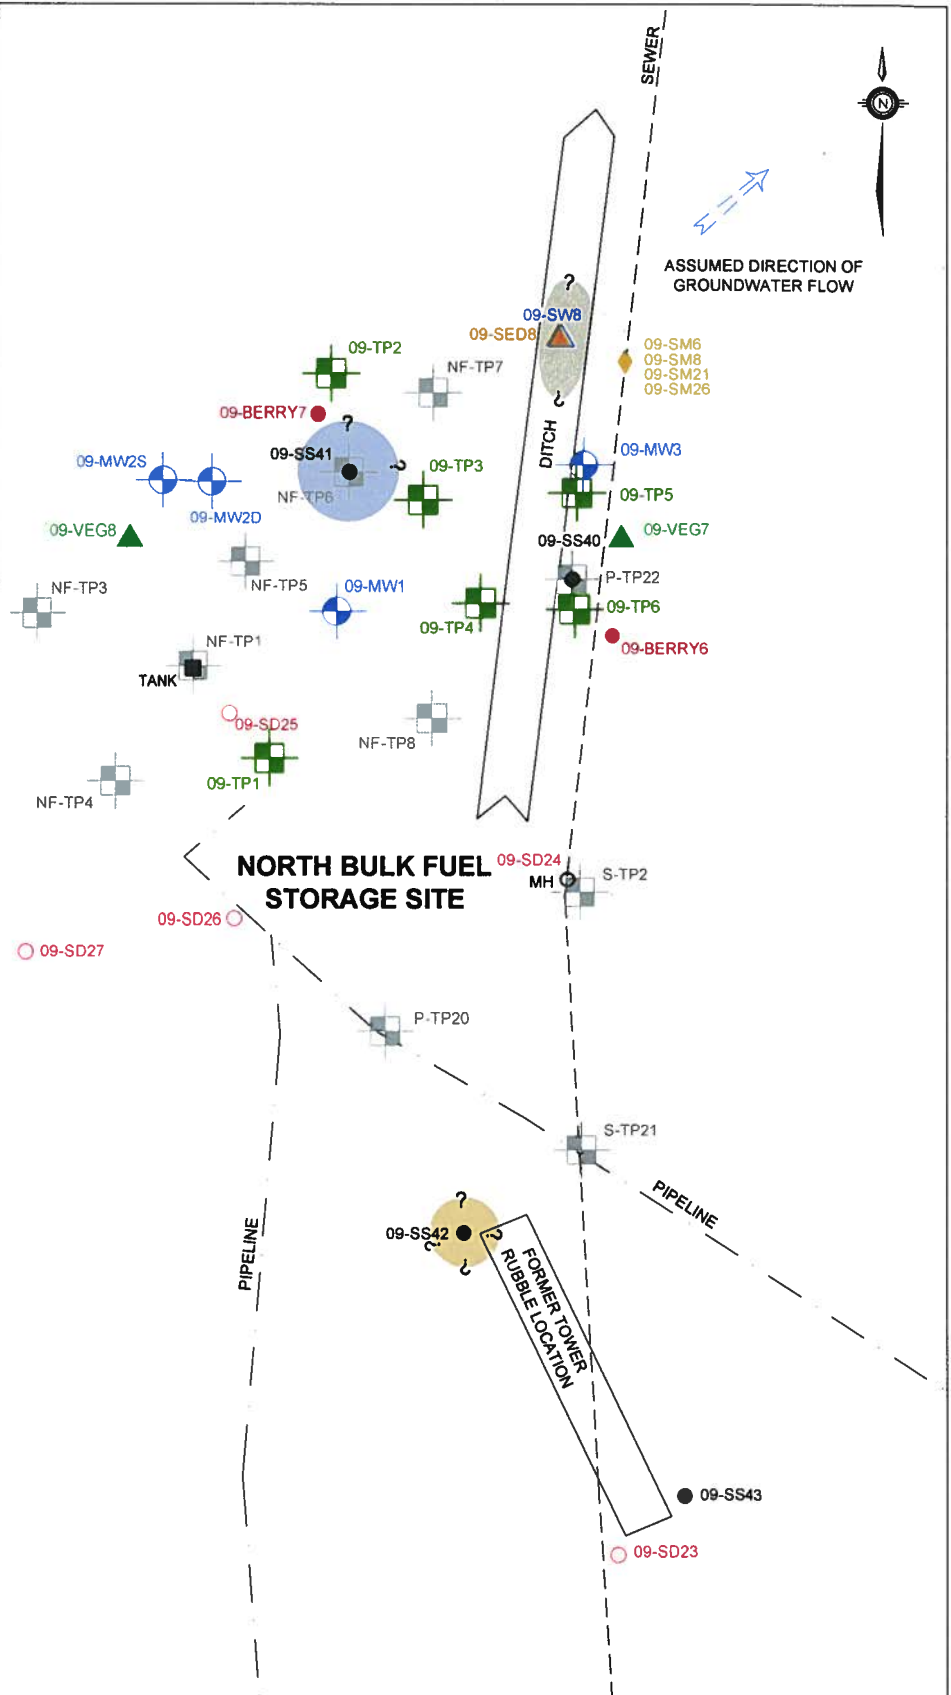 SEWER
N
ASSUMED DIRECTION OF
GROUNDWATER FLOW
?
09-SW8
09-SED8
09-SM6
09-SM8
09-SM21
09-SM26
09-TP2
NF-TP7
?
09-BERRY7
?
DITCH
09-SS41
?
09-MW2S
09-TP3
09-MW3
NF-TP6
09-TP5
09-MW2D
09-VEG8
09-VEG7
09-SS40
NF-TP5
P-TP22
NF-TP3
09-MW1
09-TP6
09-TP4
NF-TP1
09-BERRY6
TANK
09-SD25
NF-TP8
09-TP1
NF-TP4
NORTH BULK FUEL
STORAGE SITE
09-SD24
MH
S-TP2
09-SD26
09-SD27
P-TP20
S-TP21
PIPELINE
?
09-SS42
?
?
?
PIPELINE
FORMER TOWER
RUBBLE LOCATION
09-SS43
09-SD23